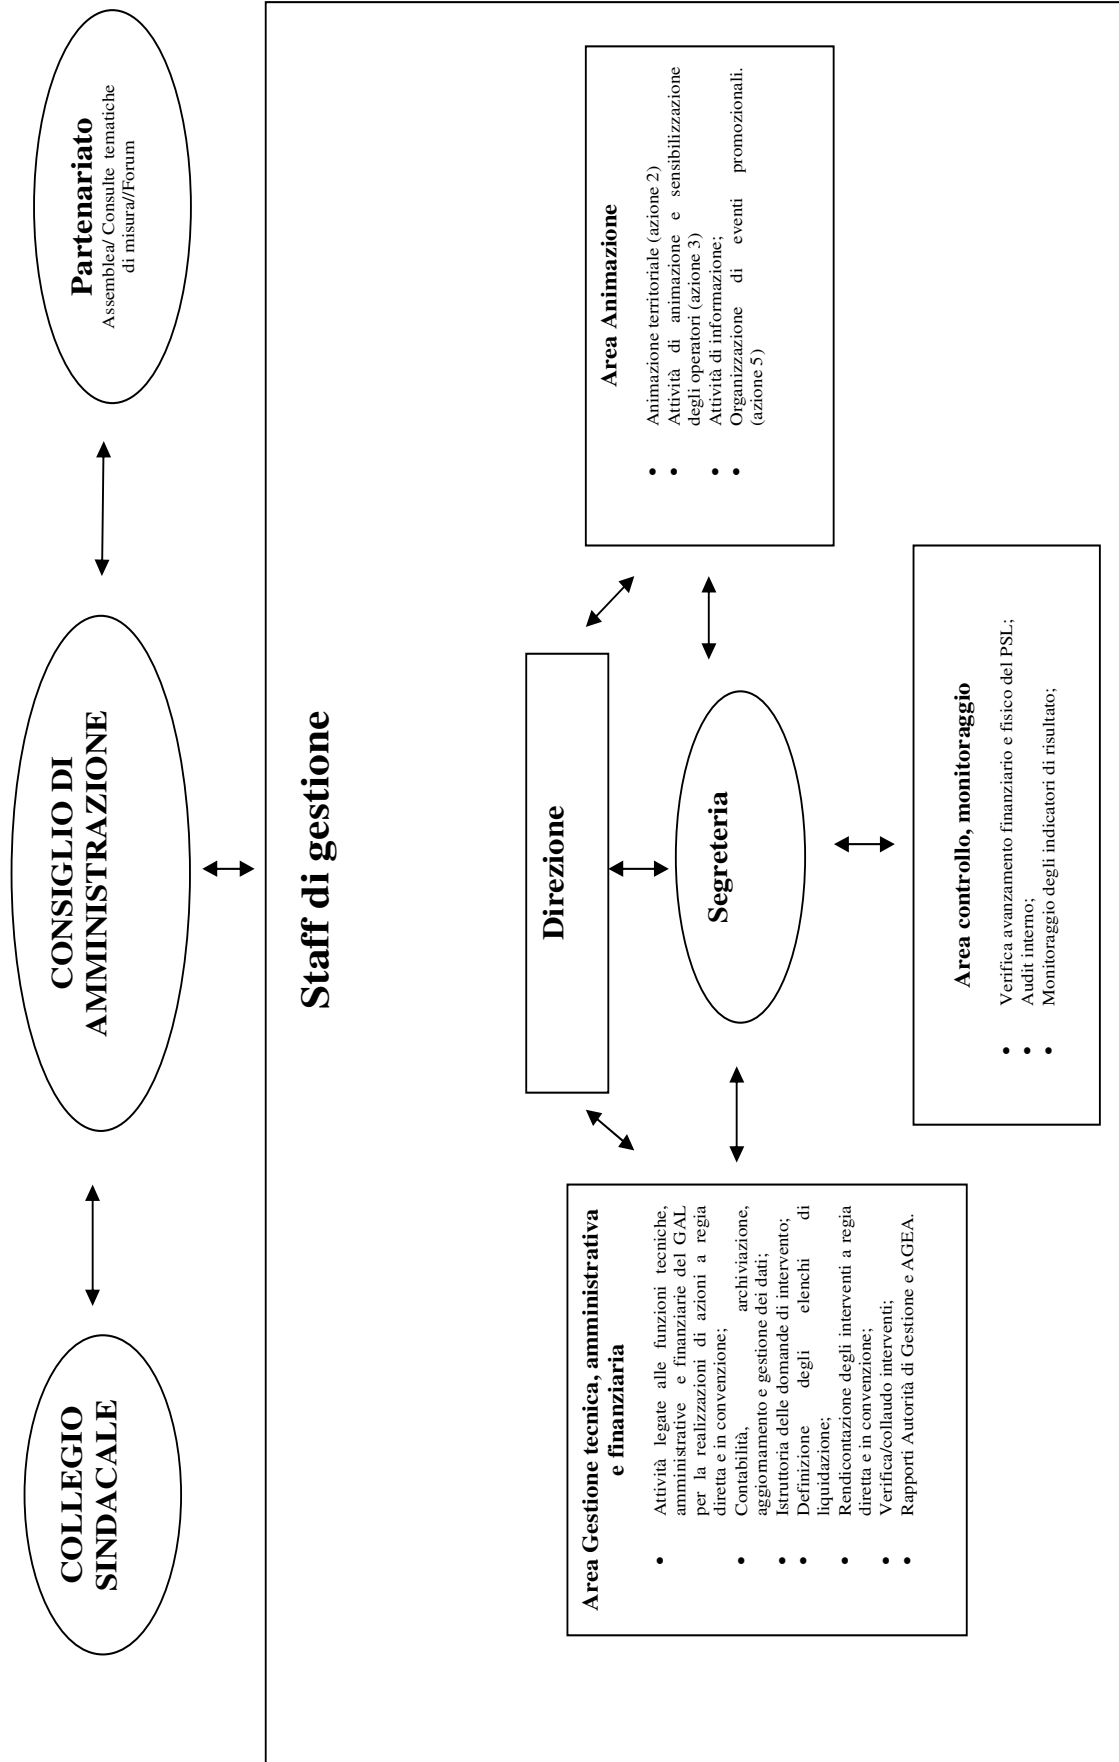 COLLEGIO
SINDACALE
CONSIGLIO DI
AMMINISTRAZIONE
Partenariato
Assemblea/ Consulte tematiche
di misura//Forum
Staff di gestione
Direzione
Segreteria
Area Gestione tecnica, amministrativa
e finanziaria
• Attività legate alle funzioni tecniche,
amministrative e finanziarie del GAL
per la realizzazioni di azioni a regia
diretta e in convenzione;
• Contabilità, archiviazione,
aggiornamento e gestione dei dati;
• Istruttoria delle domande di intervento;
• Definizione degli elenchi di
liquidazione;
• Rendicontazione degli interventi a regia
diretta e in convenzione;
• Verifica/collaudo interventi;
• Rapporti Autorità di Gestione e AGEA.
Area Animazione
• Animazione territoriale (azione 2)
• Attività di animazione e sensibilizzazione
degli operatori (azione 3)
• Attività di informazione;
• Organizzazione di eventi promozionali.
(azione 5)
Area controllo, monitoraggio
• Verifica avanzamento finanziario e fisico del PSL;
• Audit interno;
• Monitoraggio degli indicatori di risultato;